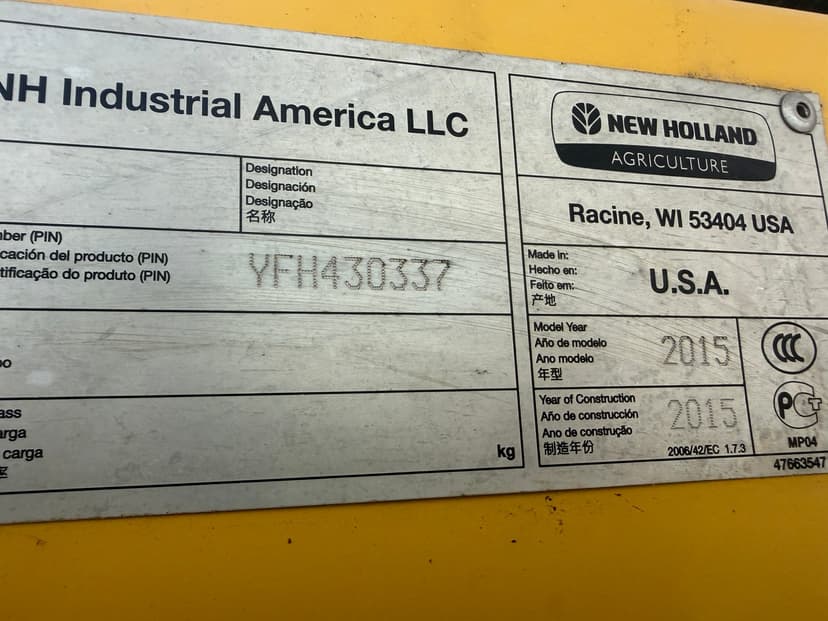 NH Industrial America LLC
Designation
Designación
Designação
名称
ber (PIN)
cación del producto (PIN)
tificação do produto (PIN)
YFH430337
kg
ass
arga
carga
NEW HOLLAND
AGRICULTURE
Racine, WI 53404 USA
Made in:
Hecho en:
Feito em:
产地
U.S.A.
Model Year
Año de modelo
Ano modelo
年型
2015
CCC
Year of Construction
Año de construcción
Ano de construção
制造年份
2015
2006/42/EC 1.7.3
PCT
MP04
47663547